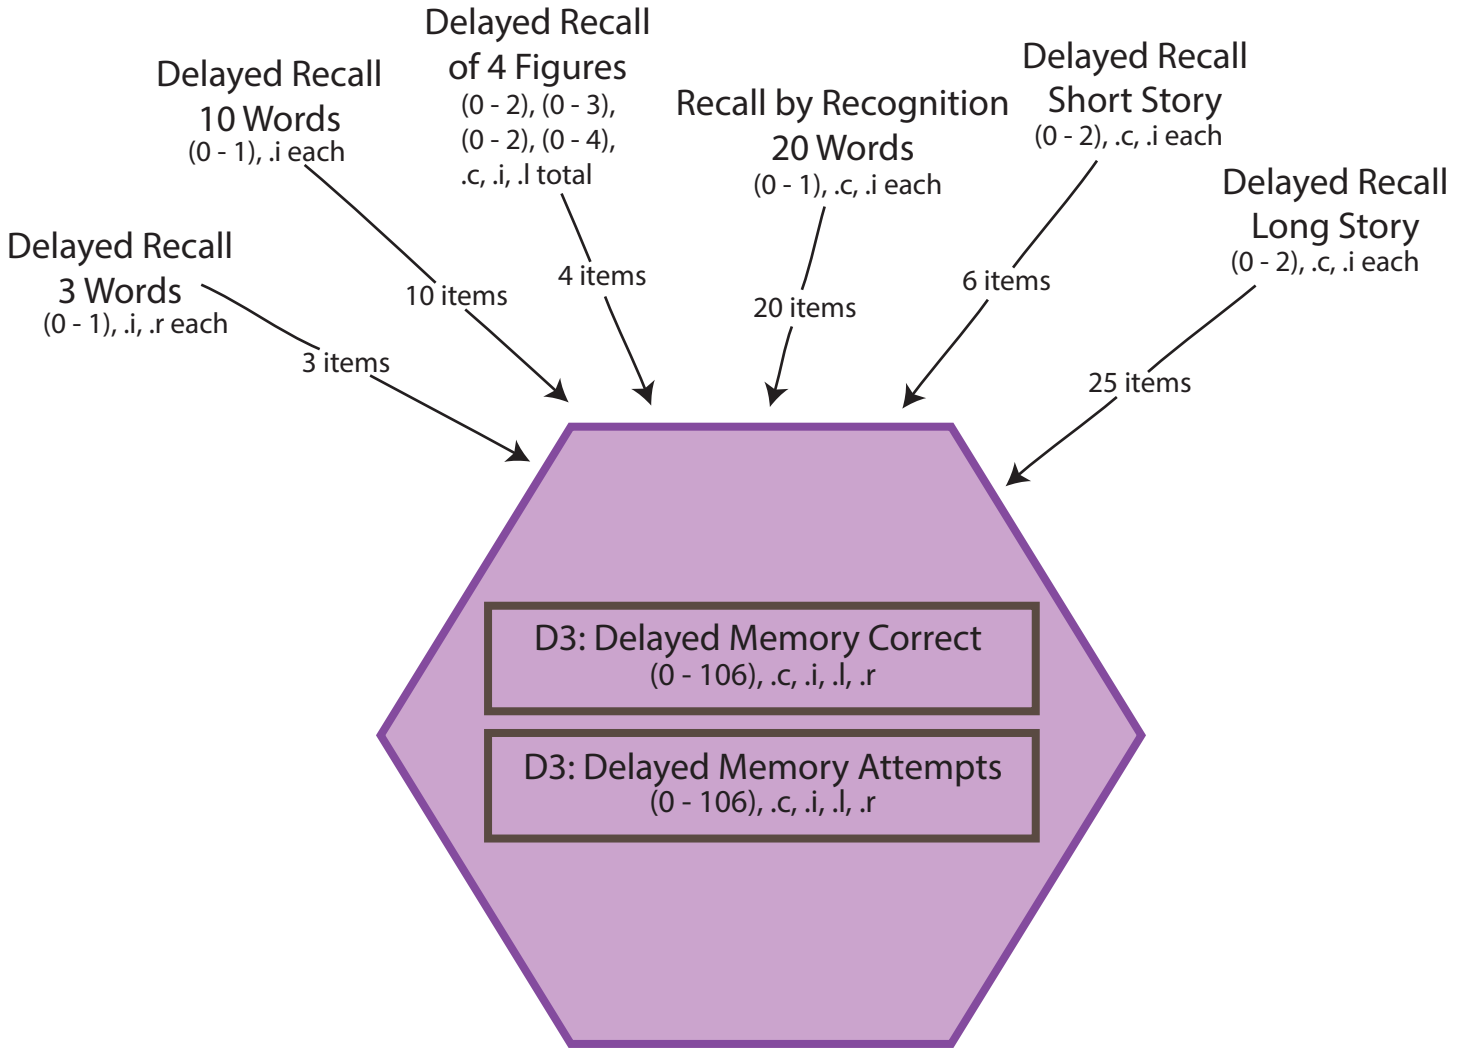 Delayed Recall
3 Words
(0 - 1), .i, .r each
3 items
Delayed Recall
10 Words
(0 - 1), .i each
10 items
Delayed Recall
of 4 Figures
(0 - 2), (0 - 3),
(0 - 2), (0 - 4),
.c, .i, .l total
4 items
Recall by Recognition
20 Words
(0 - 1), .c, .i each
20 items
Delayed Recall
Short Story
(0 - 2), .c, .i each
6 items
Delayed Recall
Long Story
(0 - 2), .c, .i each
25 items
D3: Delayed Memory Correct
(0 - 106), .c, .i, .l, .r
D3: Delayed Memory Attempts
(0 - 106), .c, .i, .l, .r